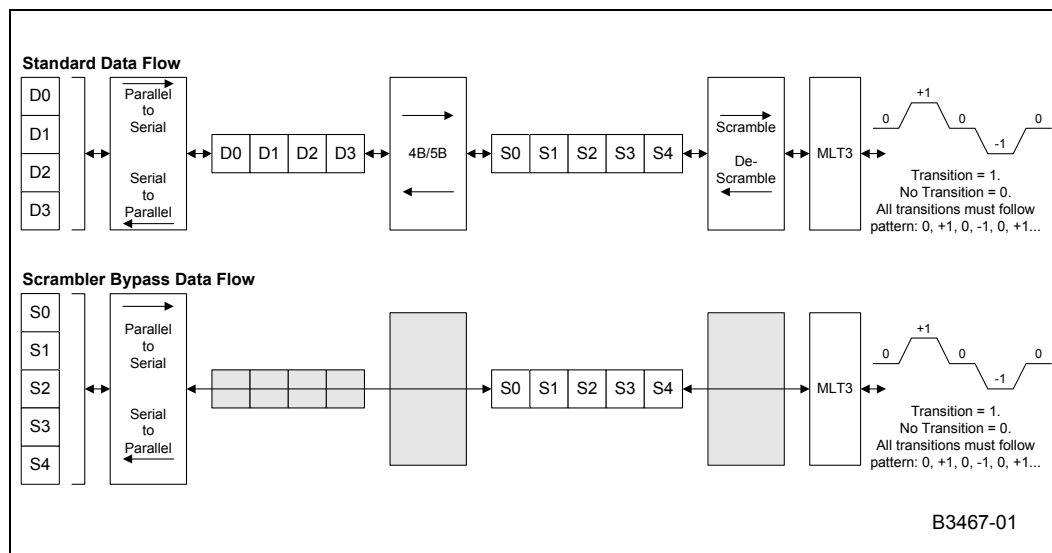 Standard Data Flow
D0
D1
D2
D3
Parallel
to
Serial
Serial
to
Parallel
D0 D1 D2 D3
4B/5B
S0 S1 S2 S3 S4
Scramble
De-
Scramble
MLT3
0 +1 0 -1 0
Transition = 1.
No Transition = 0.
All transitions must follow
pattern: 0, +1, 0, -1, 0, +1...
Scrambler Bypass Data Flow
S0
S1
S2
S3
S4
Parallel
to
Serial
Serial
to
Parallel
S0 S1 S2 S3 S4
MLT3
0 +1 0 -1 0
Transition = 1.
No Transition = 0.
All transitions must follow
pattern: 0, +1, 0, -1, 0, +1...
B3467-01